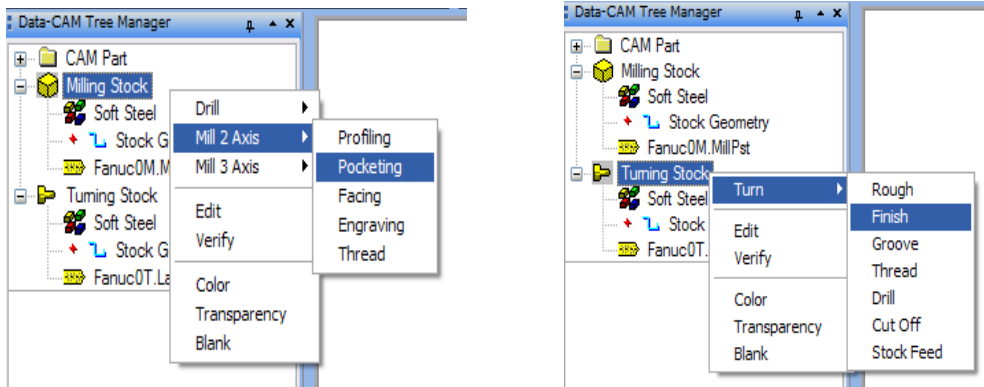 Data-CAM Tree Manager
CAM Part
Milling Stock
Soft Steel
Stock G
Fanuc0M.M
Turning Stock
Soft Steel
Stock G
Fanuc0T.La
Drill
Mill 2 Axis
Mill 3 Axis
Edit
Verify
Color
Transparency
Blank
Profiling
Pocketing
Facing
Engraving
Thread
Data-CAM Tree Manager
CAM Part
Milling Stock
Soft Steel
Stock Geometry
Fanuc0M.MillPst
Turning Stock
Soft Steel
Stock
Fanuc0T.
Turn
Edit
Verify
Color
Transparency
Blank
Rough
Finish
Groove
Thread
Drill
Cut Off
Stock Feed